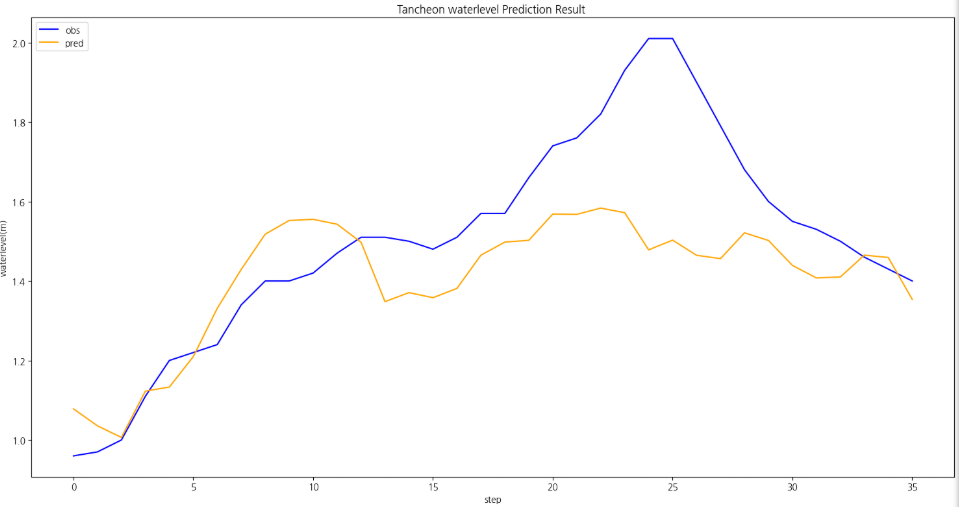 Tancheon waterlevel Prediction Result
obs
pred
2.0
1.8
1.6
1.4
1.2
1.0
waterlevel(m)
0 5 10 15 20 25 30 35
step